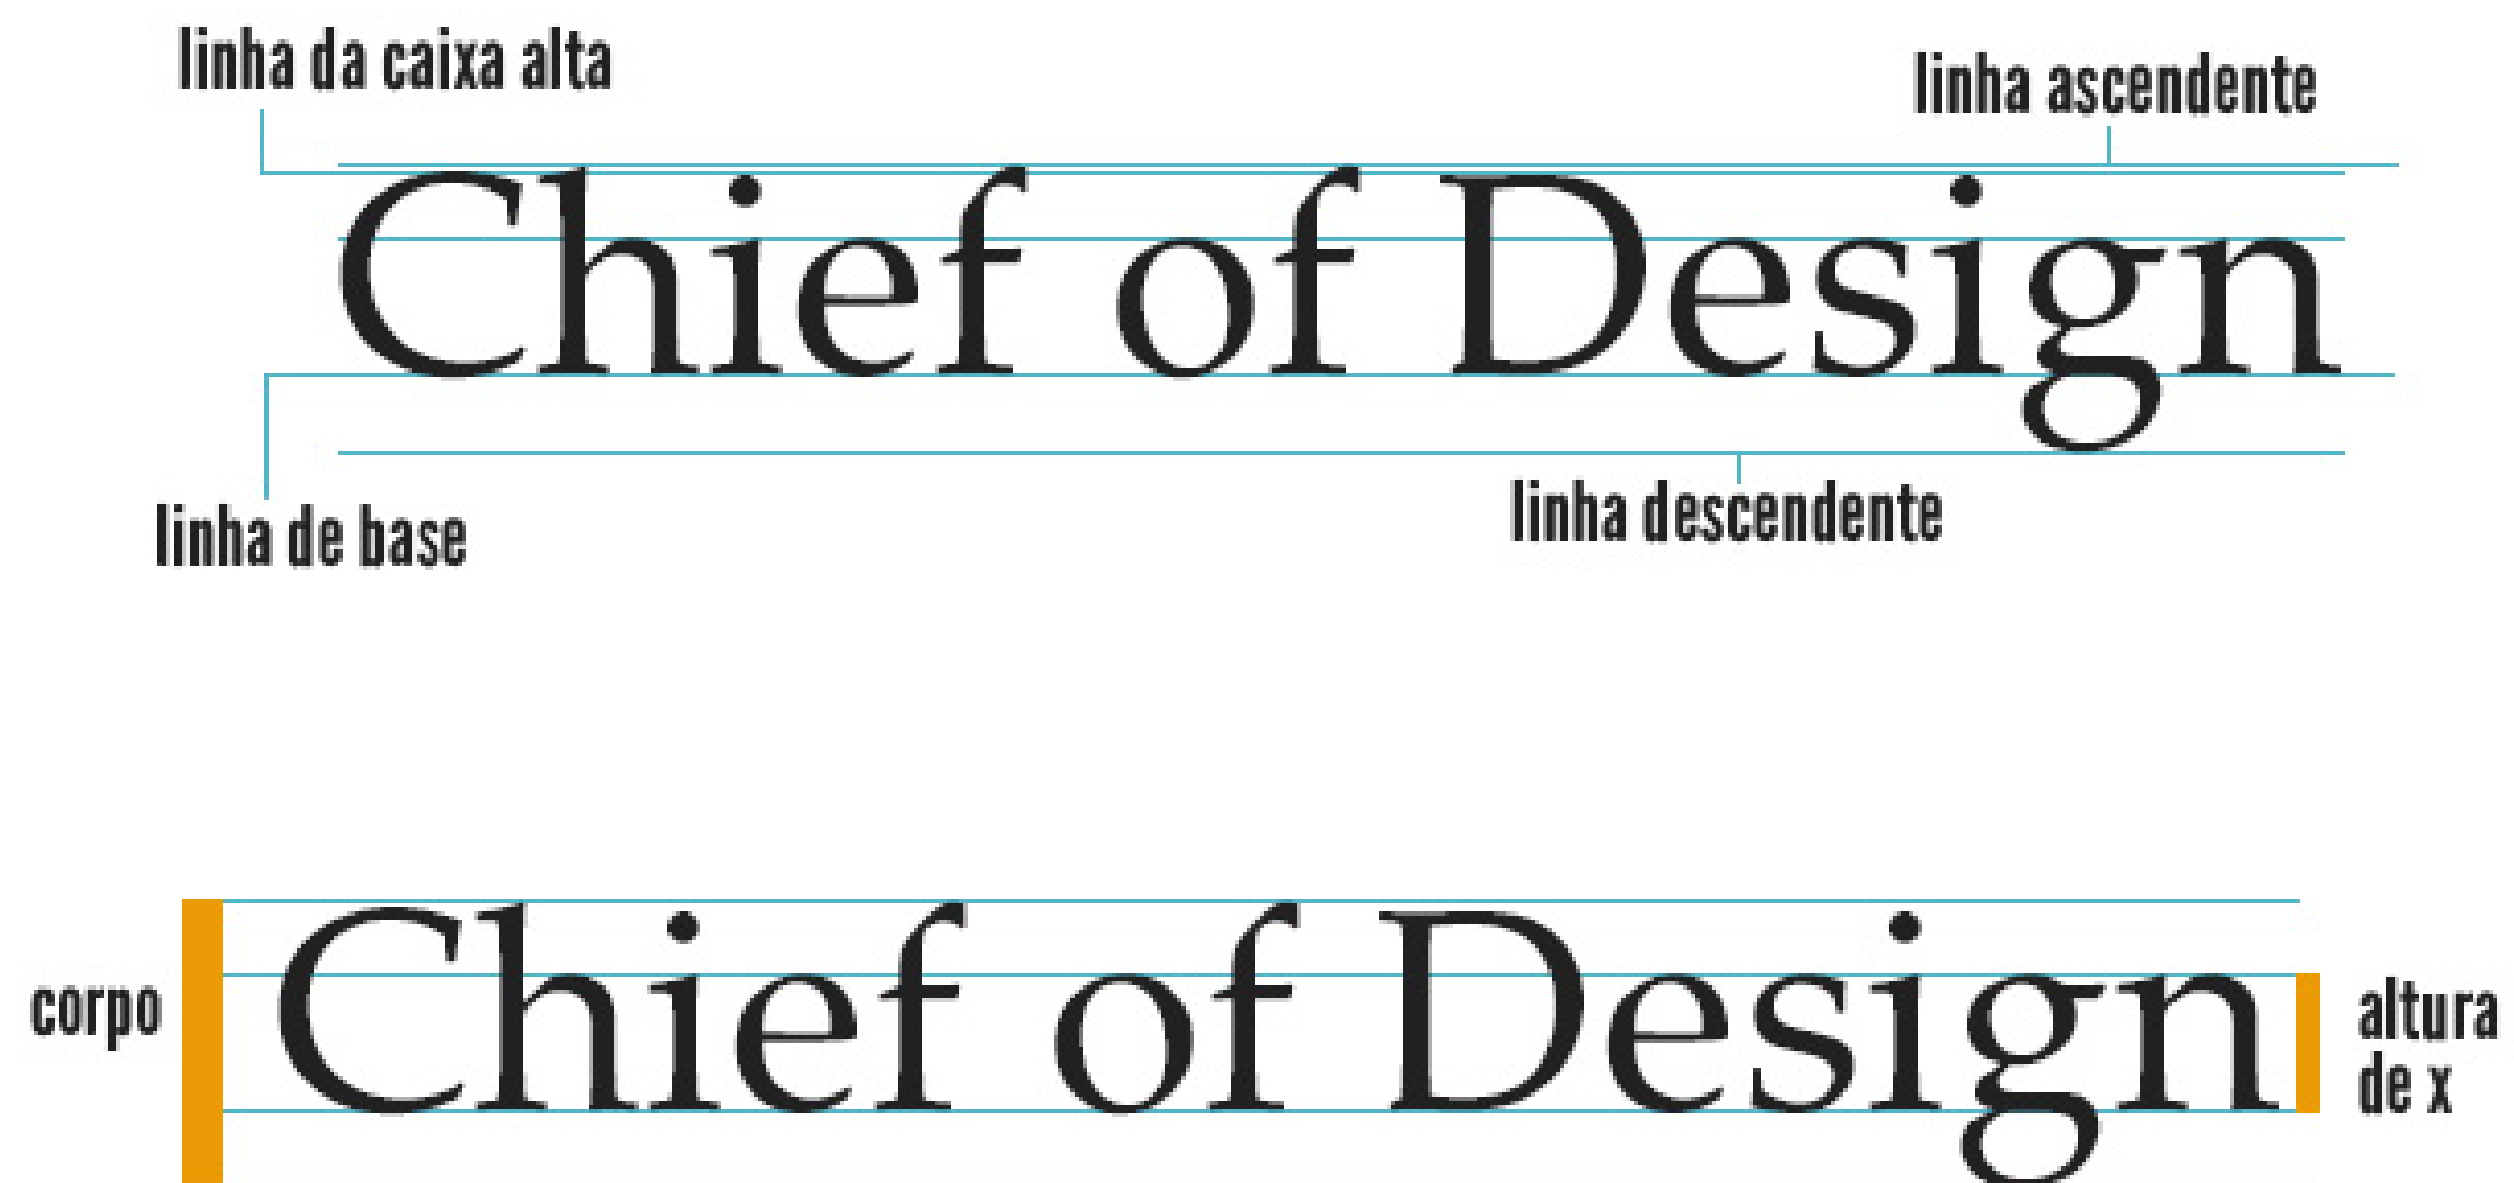 linha da caixa alta
linha ascendente
Chief of Design
linha de base
linha descendente
Chief of Design
corpo
altura
de x